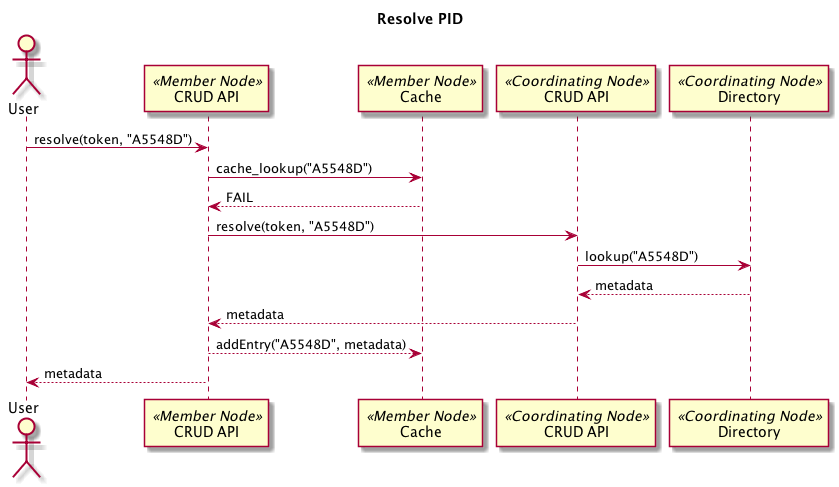 Resolve PID
User
«Member Node»
CRUD API
«Member Node»
Cache
«Coordinating Node»
CRUD API
«Coordinating Node»
Directory
resolve(token, "A5548D")
cache_lookup("A5548D")
FAIL
resolve(token, "A5548D")
lookup("A5548D")
metadata
metadata
addEntry("A5548D", metadata)
metadata
User
«Member Node»
CRUD API
«Member Node»
Cache
«Coordinating Node»
CRUD API
«Coordinating Node»
Directory